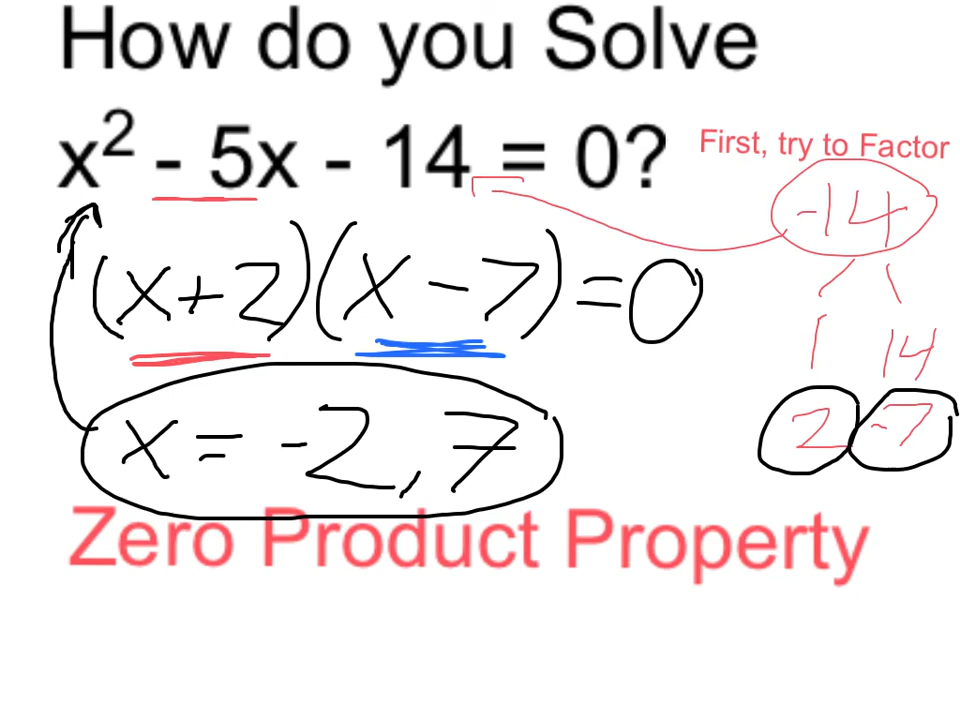 How do you Solve
x² - 5x - 14 = 0?
First, try to Factor
-14
1 14
2 -7
(x+2)(x-7)=0
x = -2, 7
Zero Product Property